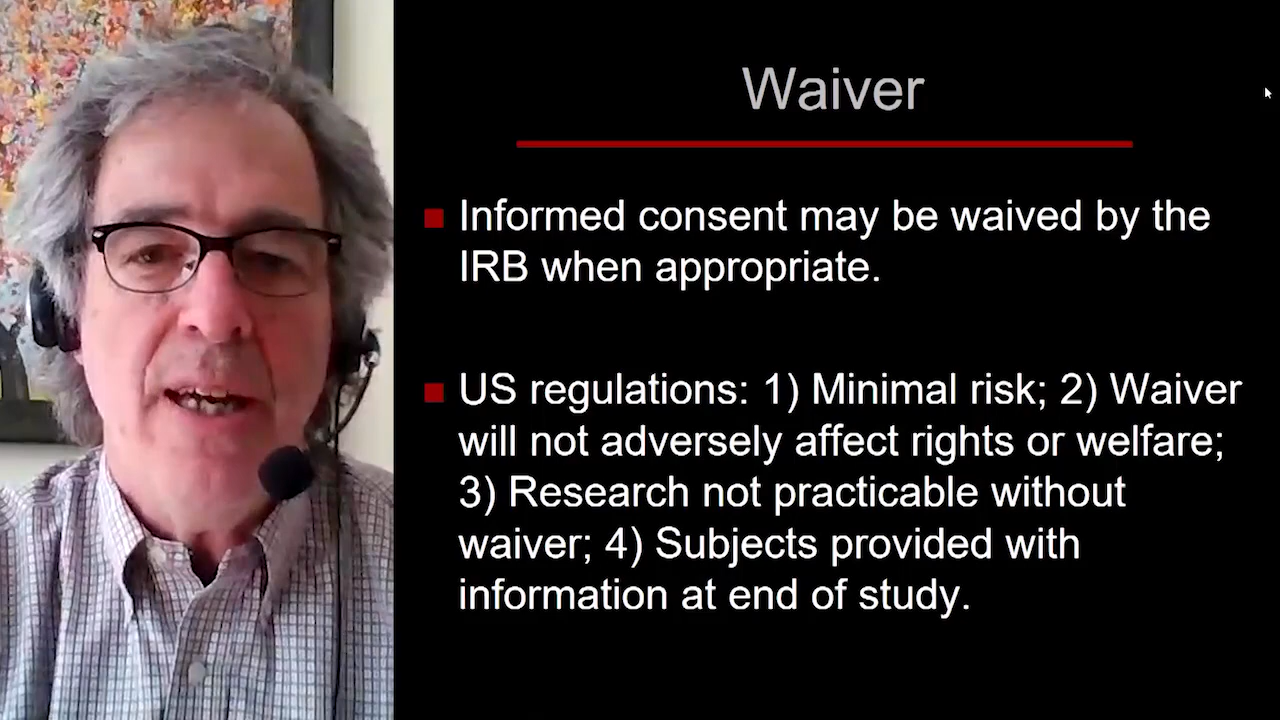 Waiver
Informed consent may be waived by the
IRB when appropriate.
US regulations: 1) Minimal risk; 2) Waiver
will not adversely affect rights or welfare;
3) Research not practicable without
waiver; 4) Subjects provided with
information at end of study.